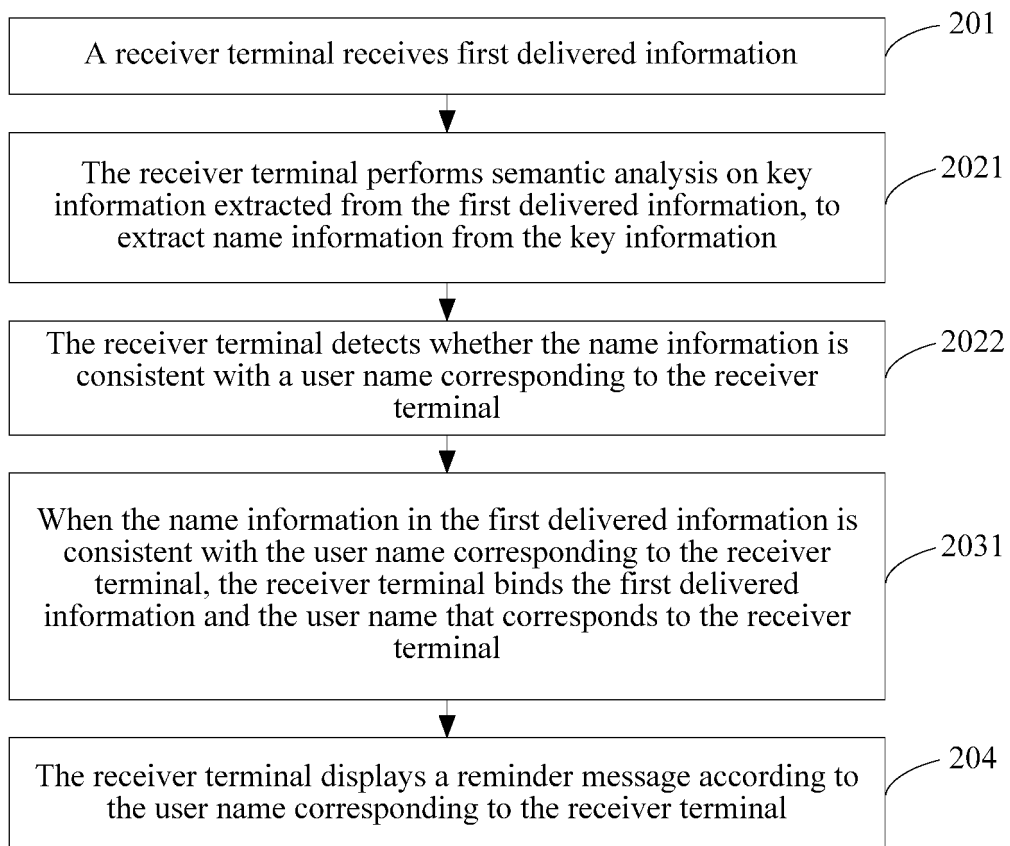 A receiver terminal receives first delivered information
201
The receiver terminal performs semantic analysis on key
information extracted from the first delivered information, to
extract name information from the key information
2021
The receiver terminal detects whether the name information is
consistent with a user name corresponding to the receiver
terminal
2022
When the name information in the first delivered information is
consistent with the user name corresponding to the receiver
terminal, the receiver terminal binds the first delivered
information and the user name that corresponds to the receiver
terminal
2031
The receiver terminal displays a reminder message according to
the user name corresponding to the receiver terminal
204